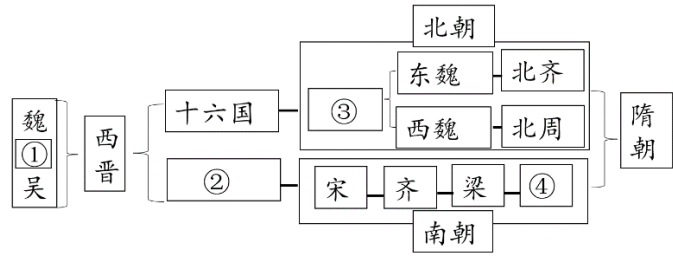 魏
①
吴
西晋
十六国
②
北朝
③
东魏
北齐
西魏
北周
宋
齐
梁
④
南朝
隋朝